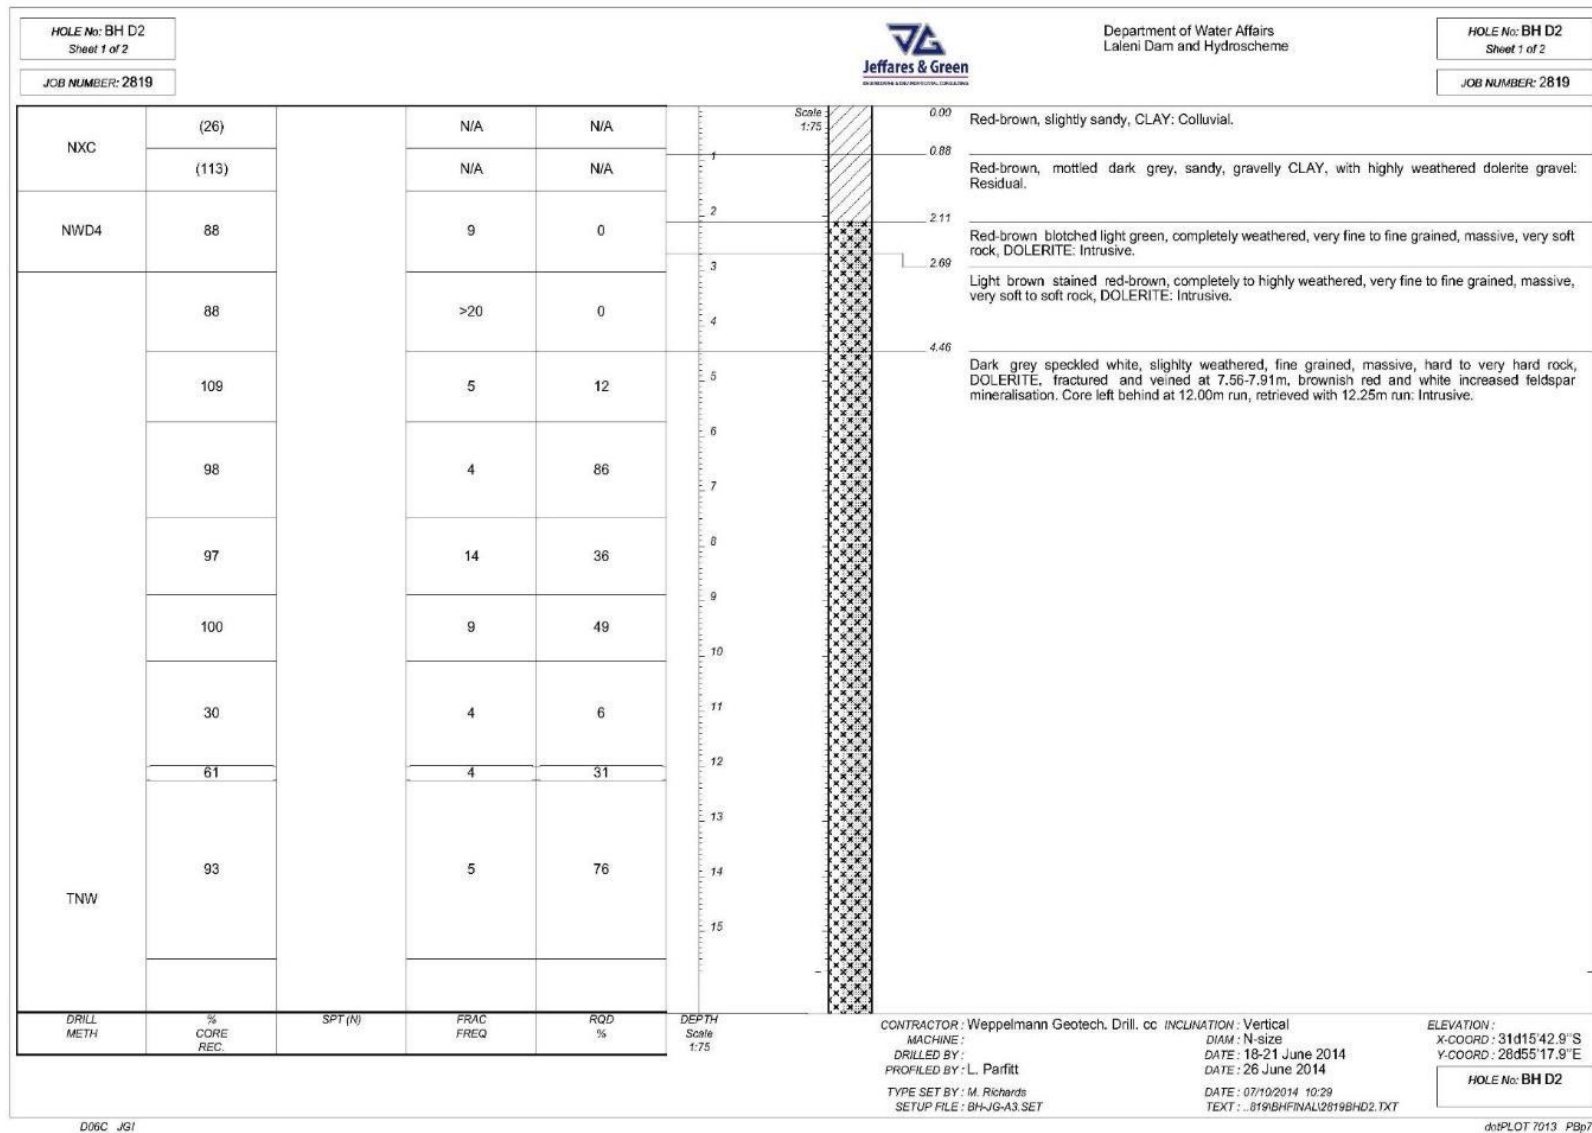 HOLE No: BH D2
Sheet 1 of 2
JOB NUMBER: 2819
JG
Jeffares & Green
Department of Water Affairs
Laleni Dam and Hydroscheme
HOLE No: BH D2
Sheet 1 of 2
JOB NUMBER: 2819
NXC
(26)
N/A
N/A
(113)
N/A
N/A
NWD4
88
9
0
88
>20
0
109
5
12
98
4
86
97
14
36
100
9
49
30
4
6
61
4
31
93
5
76
TNW
1
2
3
4
5
6
7
8
9
10
11
12
13
14
15
Scale
1:75
0.00
Red-brown, slightly sandy, CLAY: Colluvial.
0.88
Red-brown, mottled dark grey, sandy, gravelly CLAY, with highly weathered dolerite gravel:
Residual.
2.11
Red-brown blotched light green, completely weathered, very fine to fine grained, massive, very soft
rock, DOLERITE: Intrusive.
2.69
Light brown stained red-brown, completely to highly weathered, very fine to fine grained, massive,
very soft to soft rock, DOLERITE: Intrusive.
4.46
Dark grey speckled white, slighlty weathered, fine grained, massive, hard to very hard rock,
DOLERITE, fractured and veined at 7.56-7.91m, brownish red and white increased feldspar
mineralisation. Core left behind at 12.00m run, retrieved with 12.25m run: Intrusive.
DRILL
METH
%
CORE
REC.
SPT (N)
FRAC
FREQ
RQD
%
DEPTH
Scale
1:75
CONTRACTOR : Weppelmann Geotech. Drill. cc
MACHINE :
DRILLED BY :
PROFILED BY : L. Parfitt
TYPE SET BY : M. Richards
SETUP FILE : BH-JG-A3.SET
INCLINATION : Vertical
DIAM : N-size
DATE : 18-21 June 2014
DATE : 26 June 2014
DATE : 07/10/2014 10:29
TEXT : ..819\BHFINAL\2819BHD2.TXT
ELEVATION :
X-COORD : 31d15'42.9"S
Y-COORD : 28d55'17.9"E
HOLE No: BH D2
D06C JGI
dotPLOT 7013 PBp7